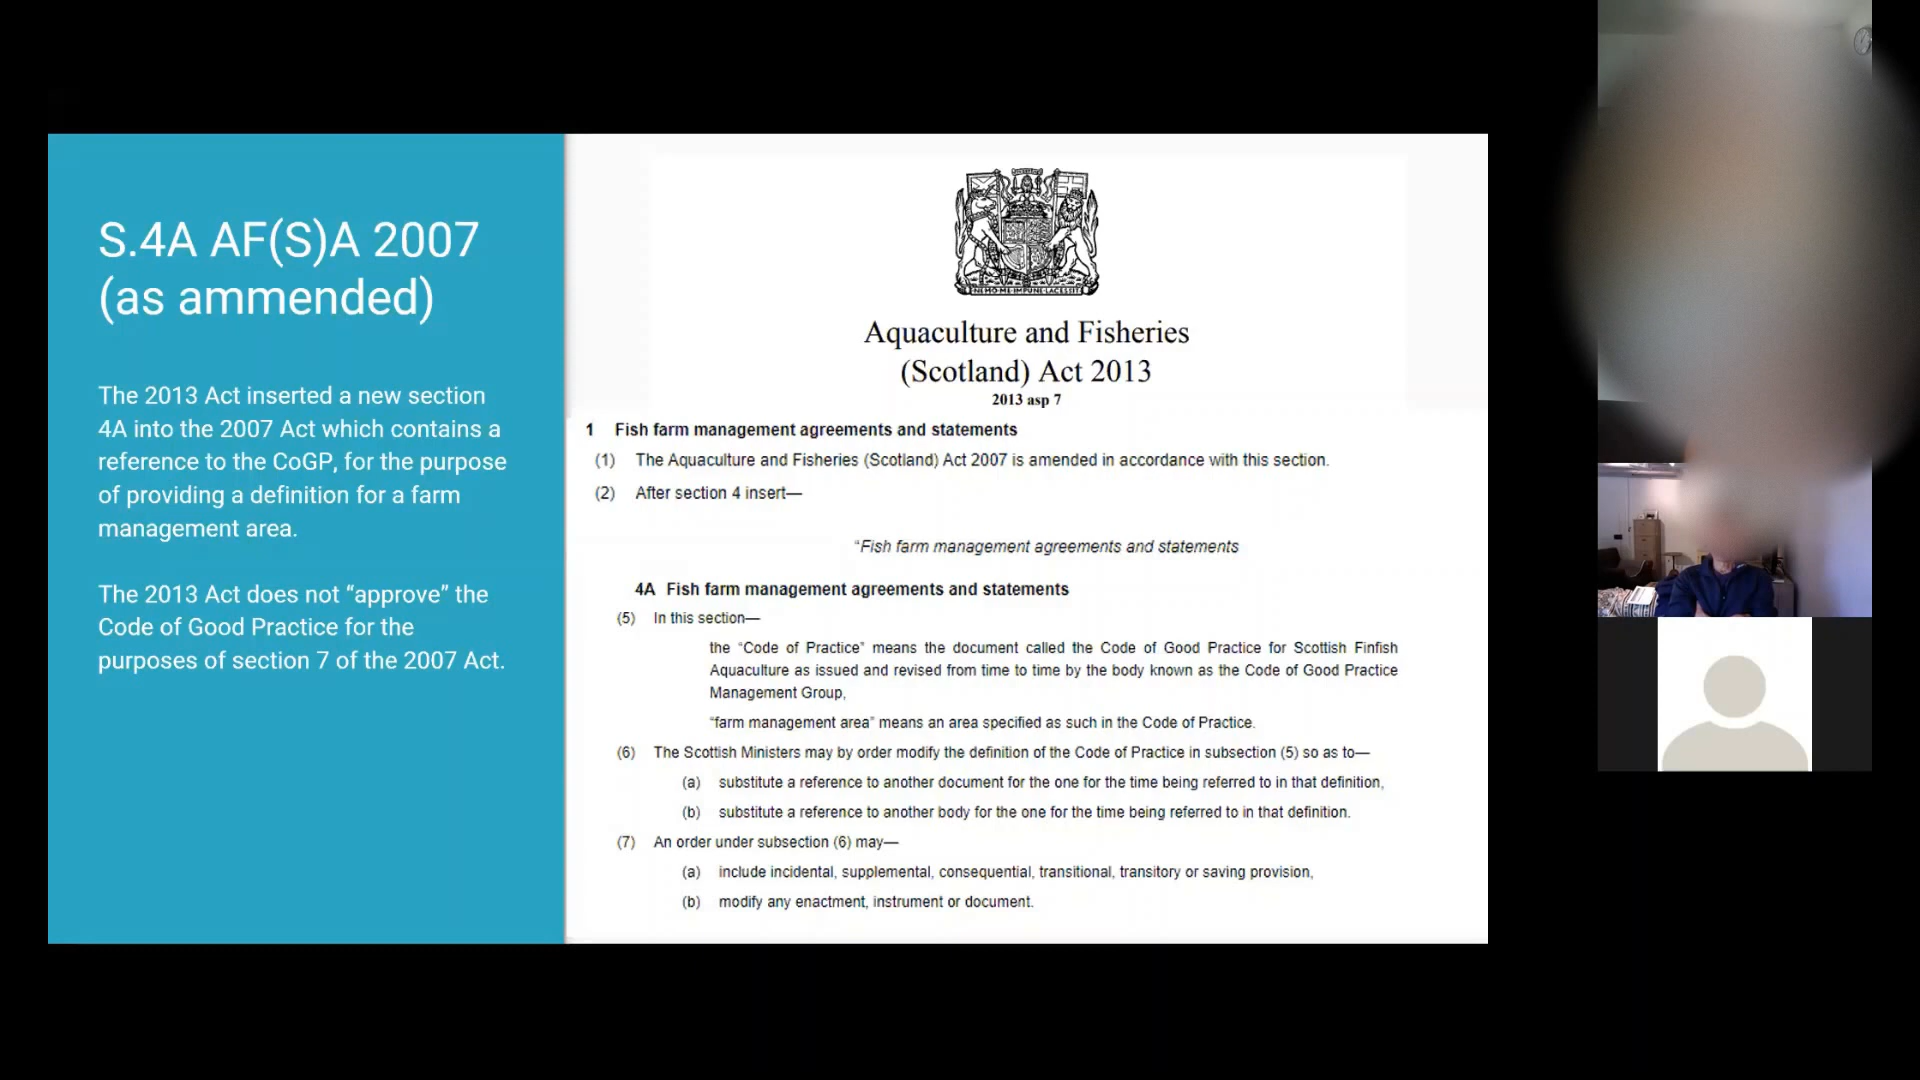 S.4A AF(S)A 2007
(as ammended)
The 2013 Act inserted a new section
4A into the 2007 Act which contains a
reference to the CoGP, for the purpose
of providing a definition for a farm
management area.
The 2013 Act does not “approve” the
Code of Good Practice for the
purposes of section 7 of the 2007 Act.
NEMO ME IMPUNE LACESSIT
Aquaculture and Fisheries
(Scotland) Act 2013
2013 asp 7
1 Fish farm management agreements and statements
(1) The Aquaculture and Fisheries (Scotland) Act 2007 is amended in accordance with this section.
(2) After section 4 insert—
“Fish farm management agreements and statements
4A Fish farm management agreements and statements
(5) In this section—
the “Code of Practice” means the document called the Code of Good Practice for Scottish Finfish
Aquaculture as issued and revised from time to time by the body known as the Code of Good Practice
Management Group,
“farm management area” means an area specified as such in the Code of Practice.
(6) The Scottish Ministers may by order modify the definition of the Code of Practice in subsection (5) so as to—
(a) substitute a reference to another document for the one for the time being referred to in that definition,
(b) substitute a reference to another body for the one for the time being referred to in that definition.
(7) An order under subsection (6) may—
(a) include incidental, supplemental, consequential, transitional, transitory or saving provision,
(b) modify any enactment, instrument or document.